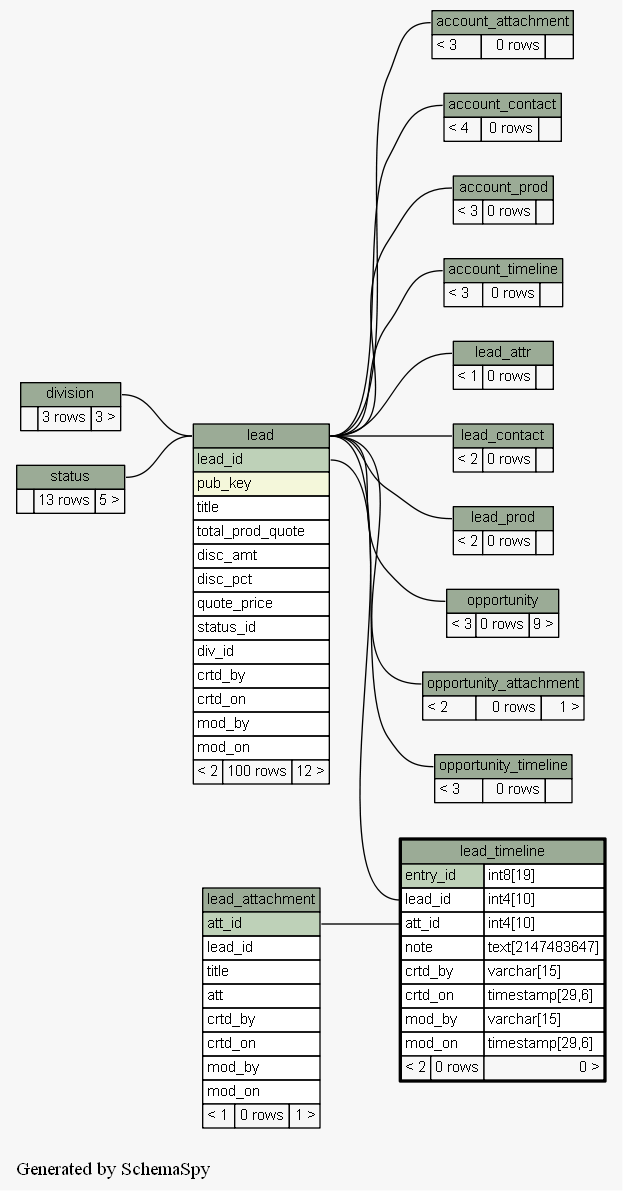 account_attachment
< 3 0 rows
account_contact
< 4 0 rows
account_prod
< 3 0 rows
account_timeline
< 3 0 rows
lead_attr
< 1 0 rows
division
3 rows 3 >
status
13 rows 5 >
lead
lead_id
pub_key
title
total_prod_quote
disc_amt
disc_pct
quote_price
status_id
div_id
crtd_by
crtd_on
mod_by
mod_on
< 2 100 rows 12 >
lead_contact
< 2 0 rows
lead_prod
< 2 0 rows
opportunity
< 3 0 rows 9 >
opportunity_attachment
< 2 0 rows 1 >
opportunity_timeline
< 3 0 rows
lead_timeline
entry_id int8[19]
lead_id int4[10]
att_id int4[10]
note text[2147483647]
crtd_by varchar[15]
crtd_on timestamp[29,6]
mod_by varchar[15]
mod_on timestamp[29,6]
< 2 0 rows 0 >
lead_attachment
att_id
lead_id
title
att
crtd_by
crtd_on
mod_by
mod_on
< 1 0 rows 1 >
Generated by SchemaSpy